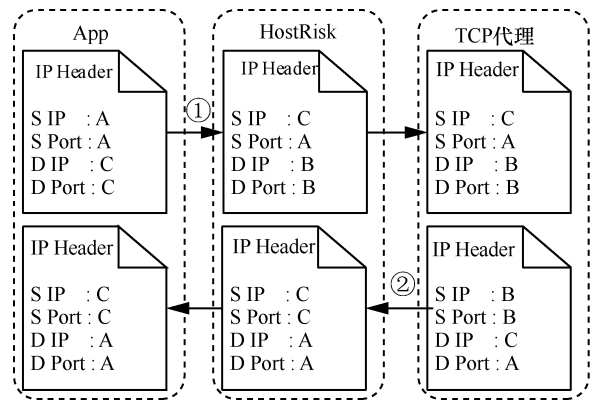 App
HostRisk
TCP代理
IP Header
S IP : A
S Port : A
D IP : C
D Port : C
①
IP Header
S IP : C
S Port : A
D IP : B
D Port : B
IP Header
S IP : C
S Port : A
D IP : B
D Port : B
IP Header
S IP : C
S Port : C
D IP : A
D Port : A
IP Header
S IP : C
S Port : C
D IP : A
D Port : A
②
IP Header
S IP : B
S Port : B
D IP : C
D Port : A